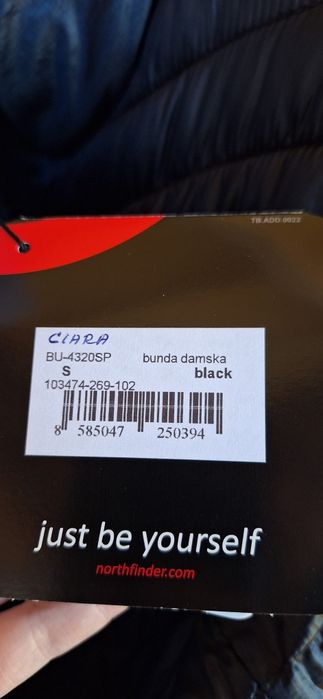 TB.ADD.0022
CIARA
BU-4320SP bunda damska
S black
103474-269-102
8 585047 250394
just be yourself
northfinder.com